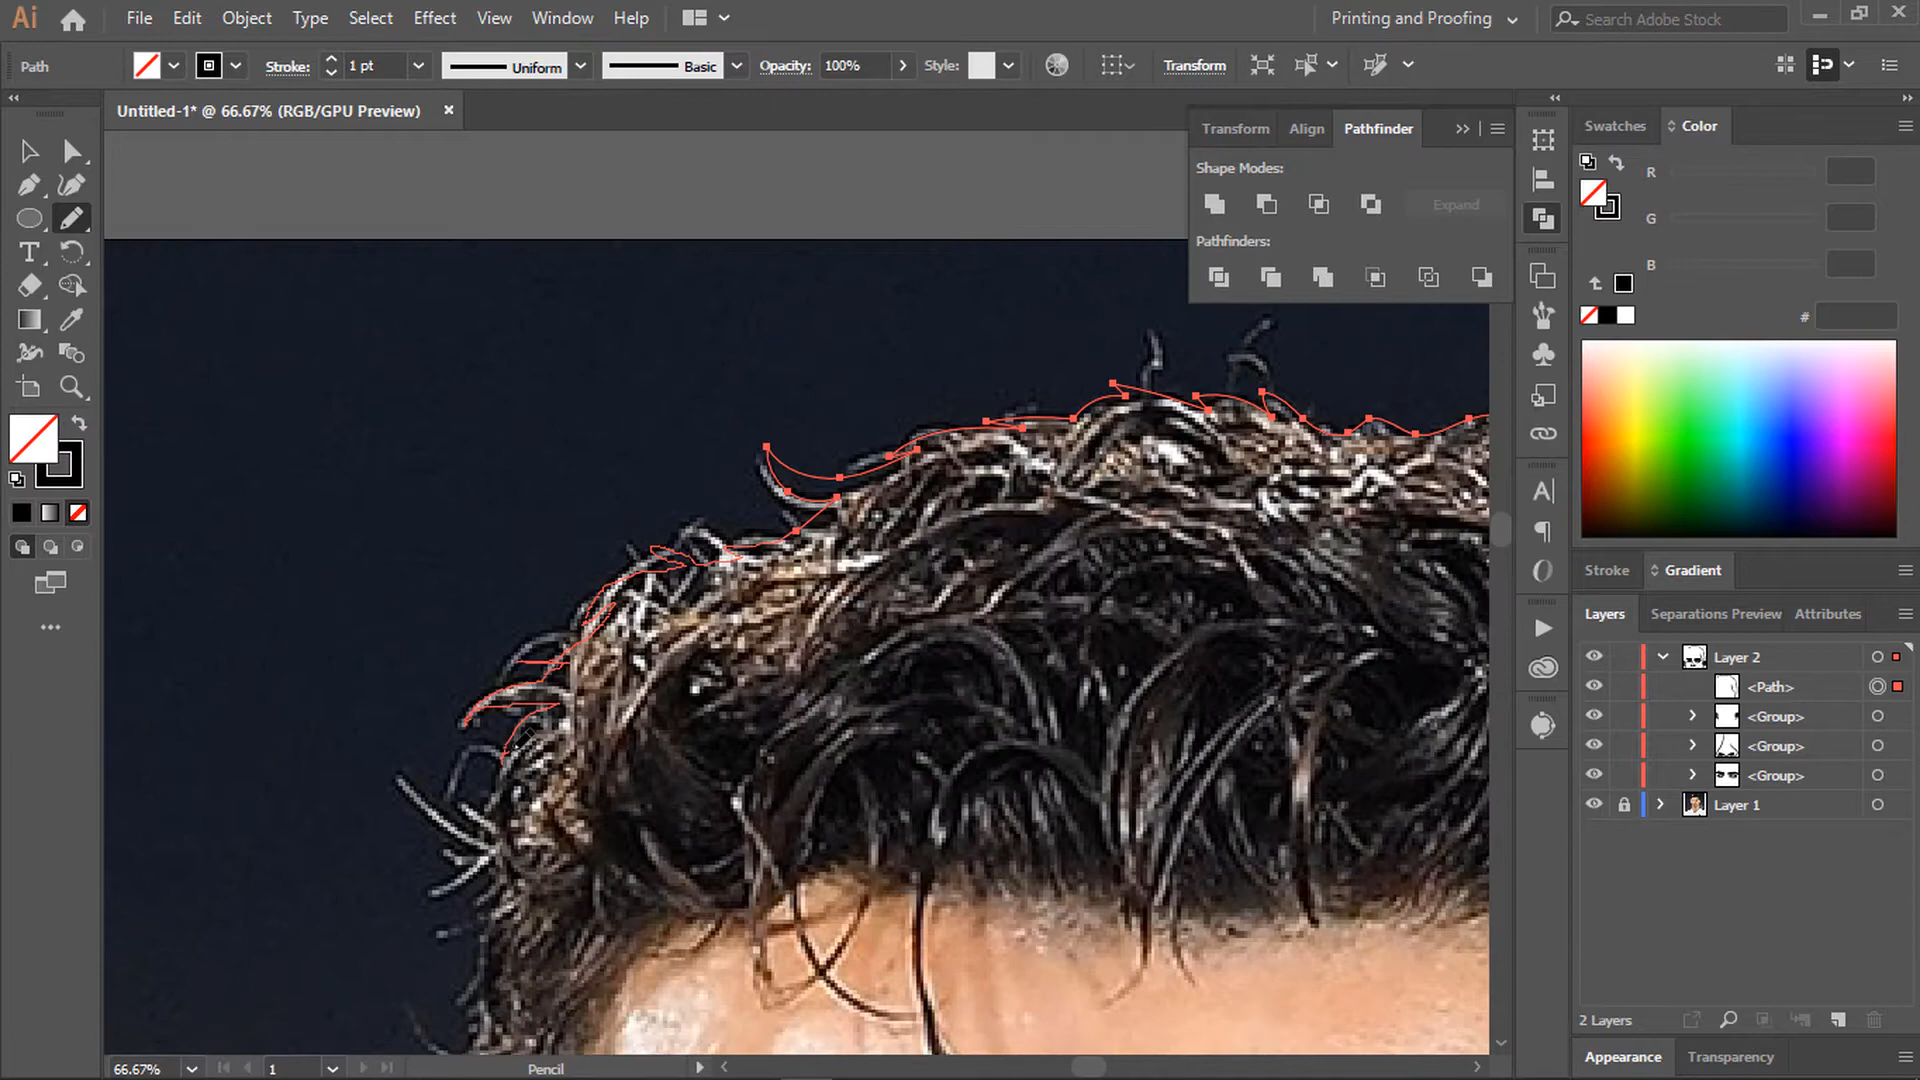 Ai
File Edit Object Type Select Effect View Window Help
Printing and Proofing
Search Adobe Stock
Path
Stroke:
1 pt
Uniform
Basic
Opacity:
100%
Style:
Transform
Untitled-1* @ 66.67% (RGB/GPU Preview)
Transform Align Pathfinder
Shape Modes:
Expand
Pathfinders:
Swatches Color
R
G
B
#
Stroke Gradient
Layers Separations Preview Attributes
Layer 2
<Path>
<Group>
<Group>
<Group>
Layer 1
2 Layers
Appearance Transparency
66.67%
1
Pencil